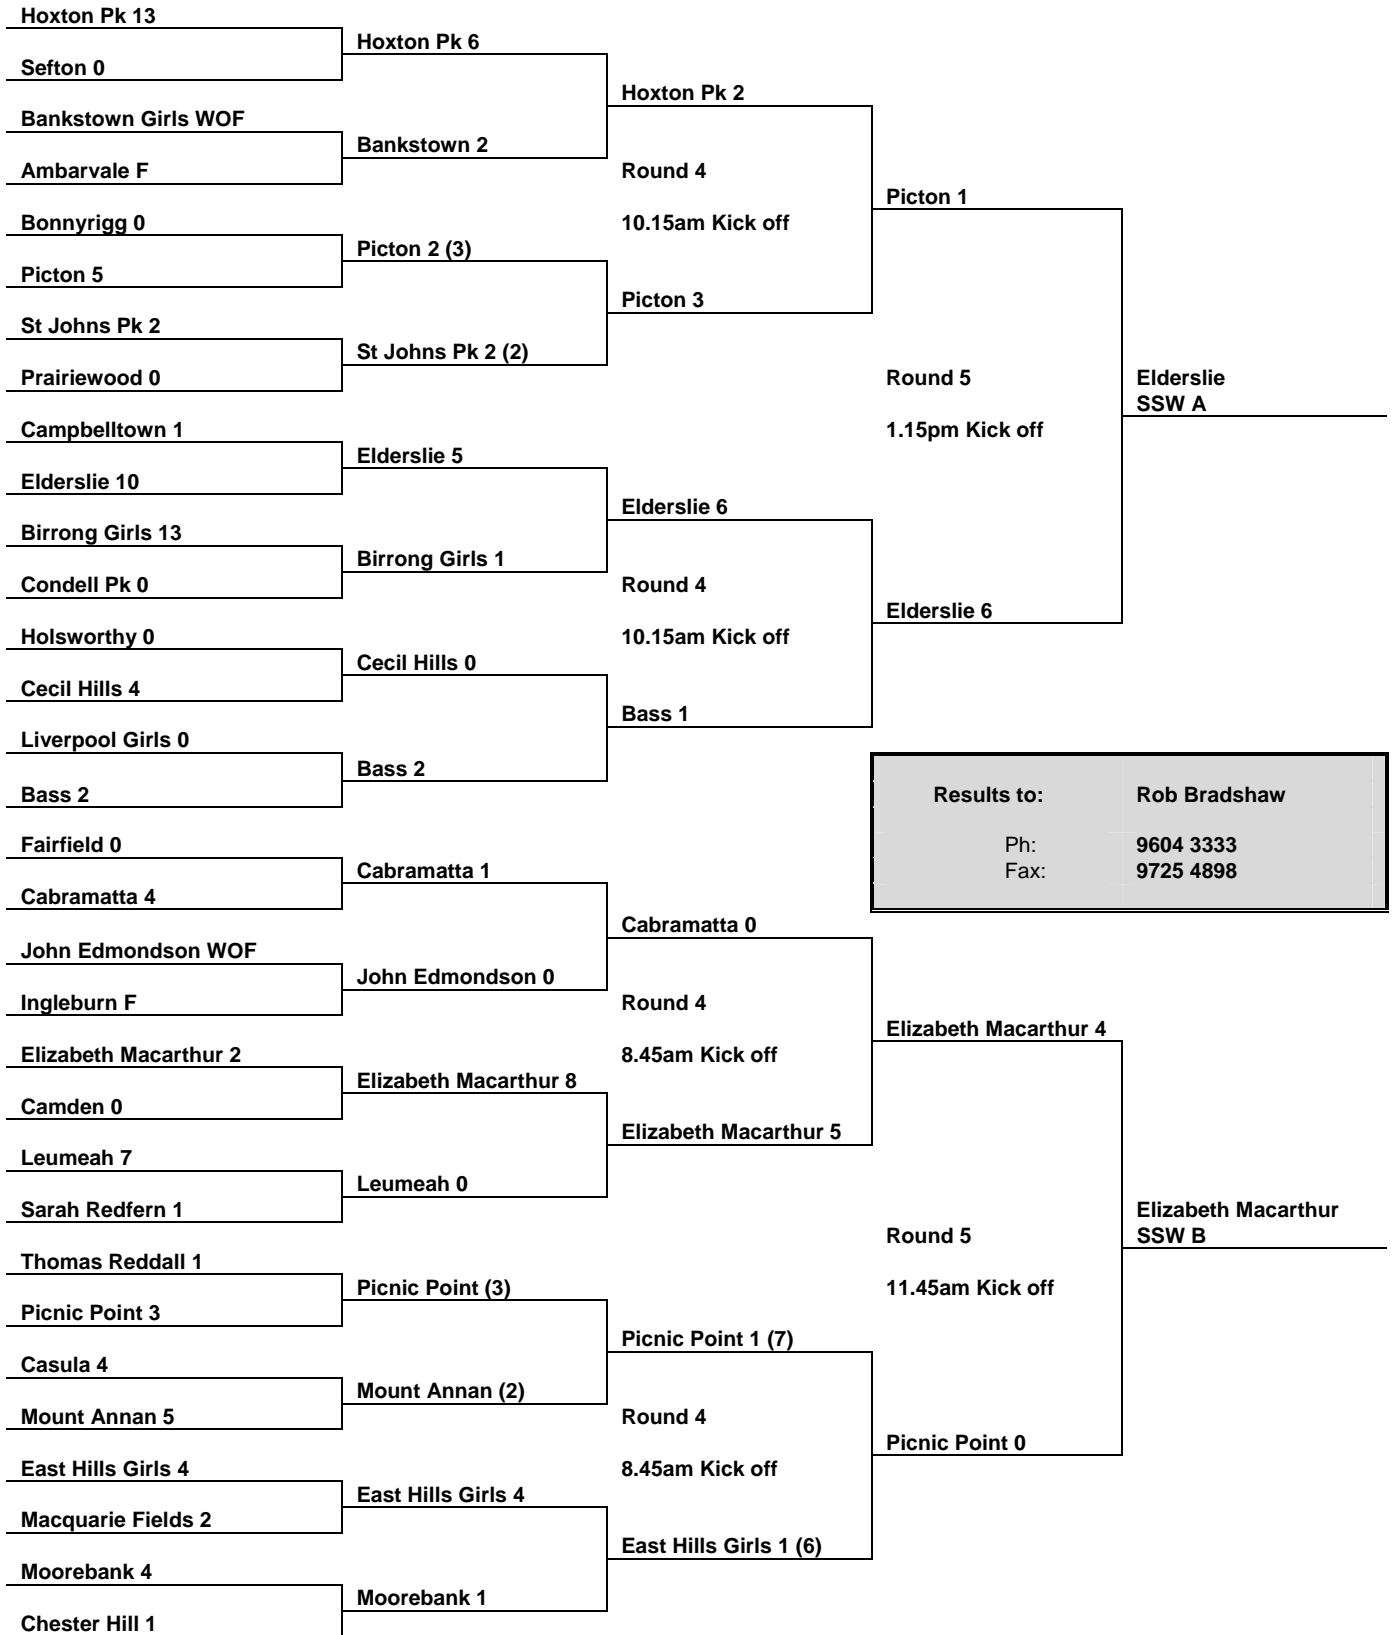 Hoxton Pk 13
Sefton 0
Bankstown Girls WOF
Ambarvale F
Bonnyrigg 0
Picton 5
St Johns Pk 2
Prairiewood 0
Campbelltown 1
Elderslie 10
Birrong Girls 13
Condell Pk 0
Holsworthy 0
Cecil Hills 4
Liverpool Girls 0
Bass 2
Fairfield 0
Cabramatta 4
John Edmondson WOF
Ingleburn F
Elizabeth Macarthur 2
Camden 0
Leumeah 7
Sarah Redfern 1
Thomas Reddall 1
Picnic Point 3
Casula 4
Mount Annan 5
East Hills Girls 4
Macquarie Fields 2
Moorebank 4
Chester Hill 1
Hoxton Pk 6
Bankstown 2
Picton 2 (3)
St Johns Pk 2 (2)
Elderslie 5
Birrong Girls 1
Cecil Hills 0
Bass 2
Cabramatta 1
John Edmondson 0
Elizabeth Macarthur 8
Leumeah 0
Picnic Point (3)
Mount Annan (2)
East Hills Girls 4
Moorebank 1
Hoxton Pk 2
Round 4
10.15am Kick off
Picton 3
Elderslie 6
Round 4
10.15am Kick off
Bass 1
Cabramatta 0
Round 4
8.45am Kick off
Elizabeth Macarthur 5
Picnic Point 1 (7)
Round 4
8.45am Kick off
East Hills Girls 1 (6)
Picton 1
Round 5
1.15pm Kick off
Elderslie 6
Elizabeth Macarthur 4
Round 5
11.45am Kick off
Picnic Point 0
Elderslie
SSW A
Results to: Rob Bradshaw
Ph: 9604 3333
Fax: 9725 4898
Elizabeth Macarthur
SSW B